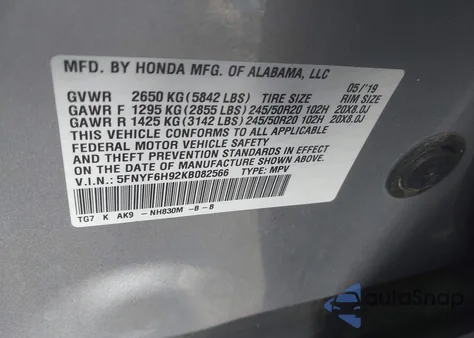 MFD. BY HONDA MFG. OF ALABAMA, LLC
05/'19
GVWR 2650 KG (5842 LBS) TIRE SIZE RIM SIZE
GAWR F 1295 KG (2855 LBS) 245/50R20 102H 20X8.0J
GAWR R 1425 KG (3142 LBS) 245/50R20 102H 20X8.0J
THIS VEHICLE CONFORMS TO ALL APPLICABLE
FEDERAL MOTOR VEHICLE SAFETY, BUMPER,
AND THEFT PREVENTION STANDARDS IN EFFECT
ON THE DATE OF MANUFACTURE SHOWN ABOVE.
V.I.N.: 5FNYF6H92KB082566 TYPE: MPV
TG7 K AK9 -NH830M -B -B
autoSnap